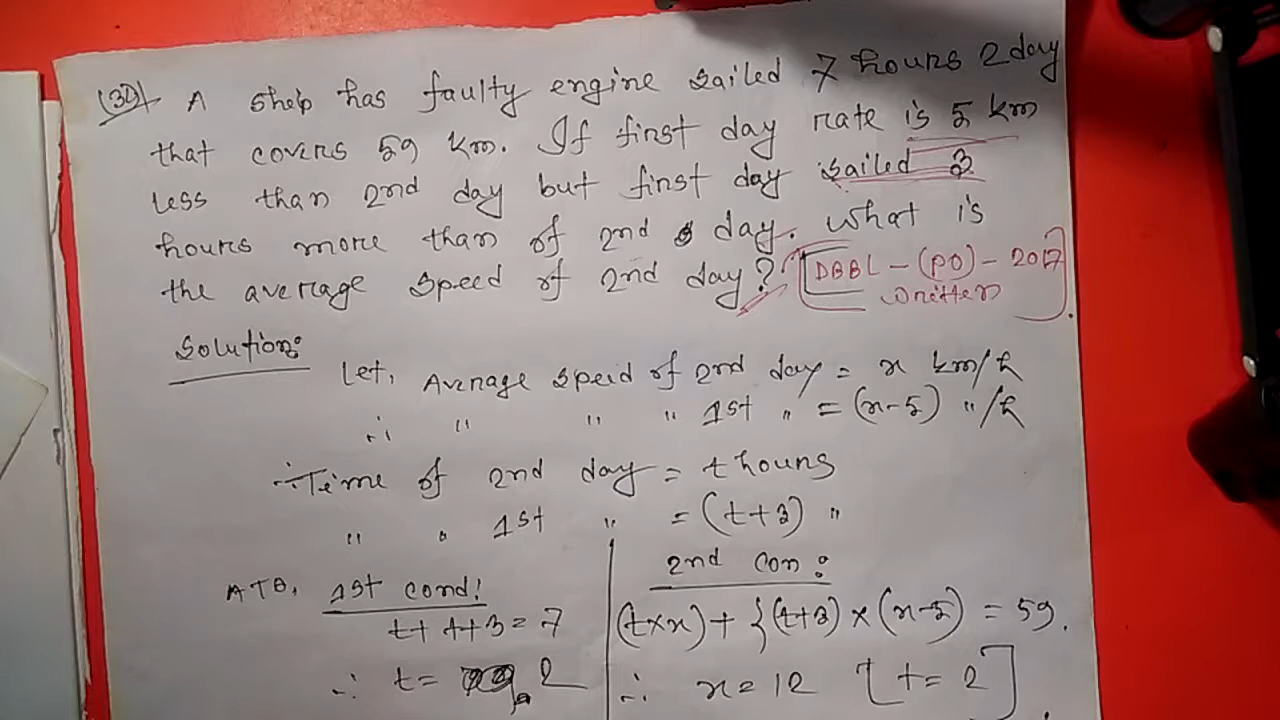 (30) A Ship has faulty engine sailed 7 hours 2 day
that covers 59 km. If first day rate is 5 km
less than 2nd day but first day sailed 3
hours more than of 2nd day. What is
the average speed of 2nd day? [DBBL - (PO) - 2017
Written]
Solution:
Let, Average speed of 2nd day = x km/h
∴ " " " 1st " = (x-5) "/h
∴ Time of 2nd day = t hours
" " 1st " = (t+3) "
ATQ, 1st cond:
t+t+3=7
∴ t= 2
2nd con:
(t×x)+{(t+3)×(x-5) = 59.
∴ x=12 [t=2]